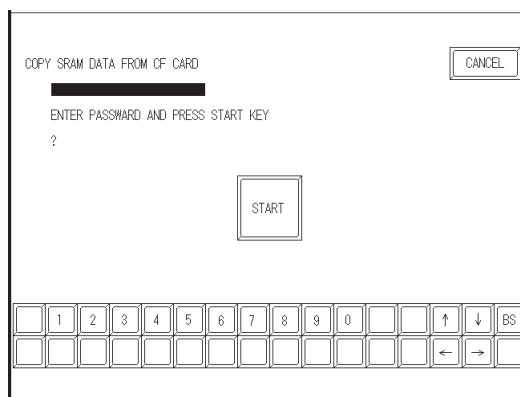 COPY SRAM DATA FROM CF CARD
CANCEL
ENTER PASSWARD AND PRESS START KEY
?
START
1 2 3 4 5 6 7 8 9 0 ↑ ↓ BS
← →